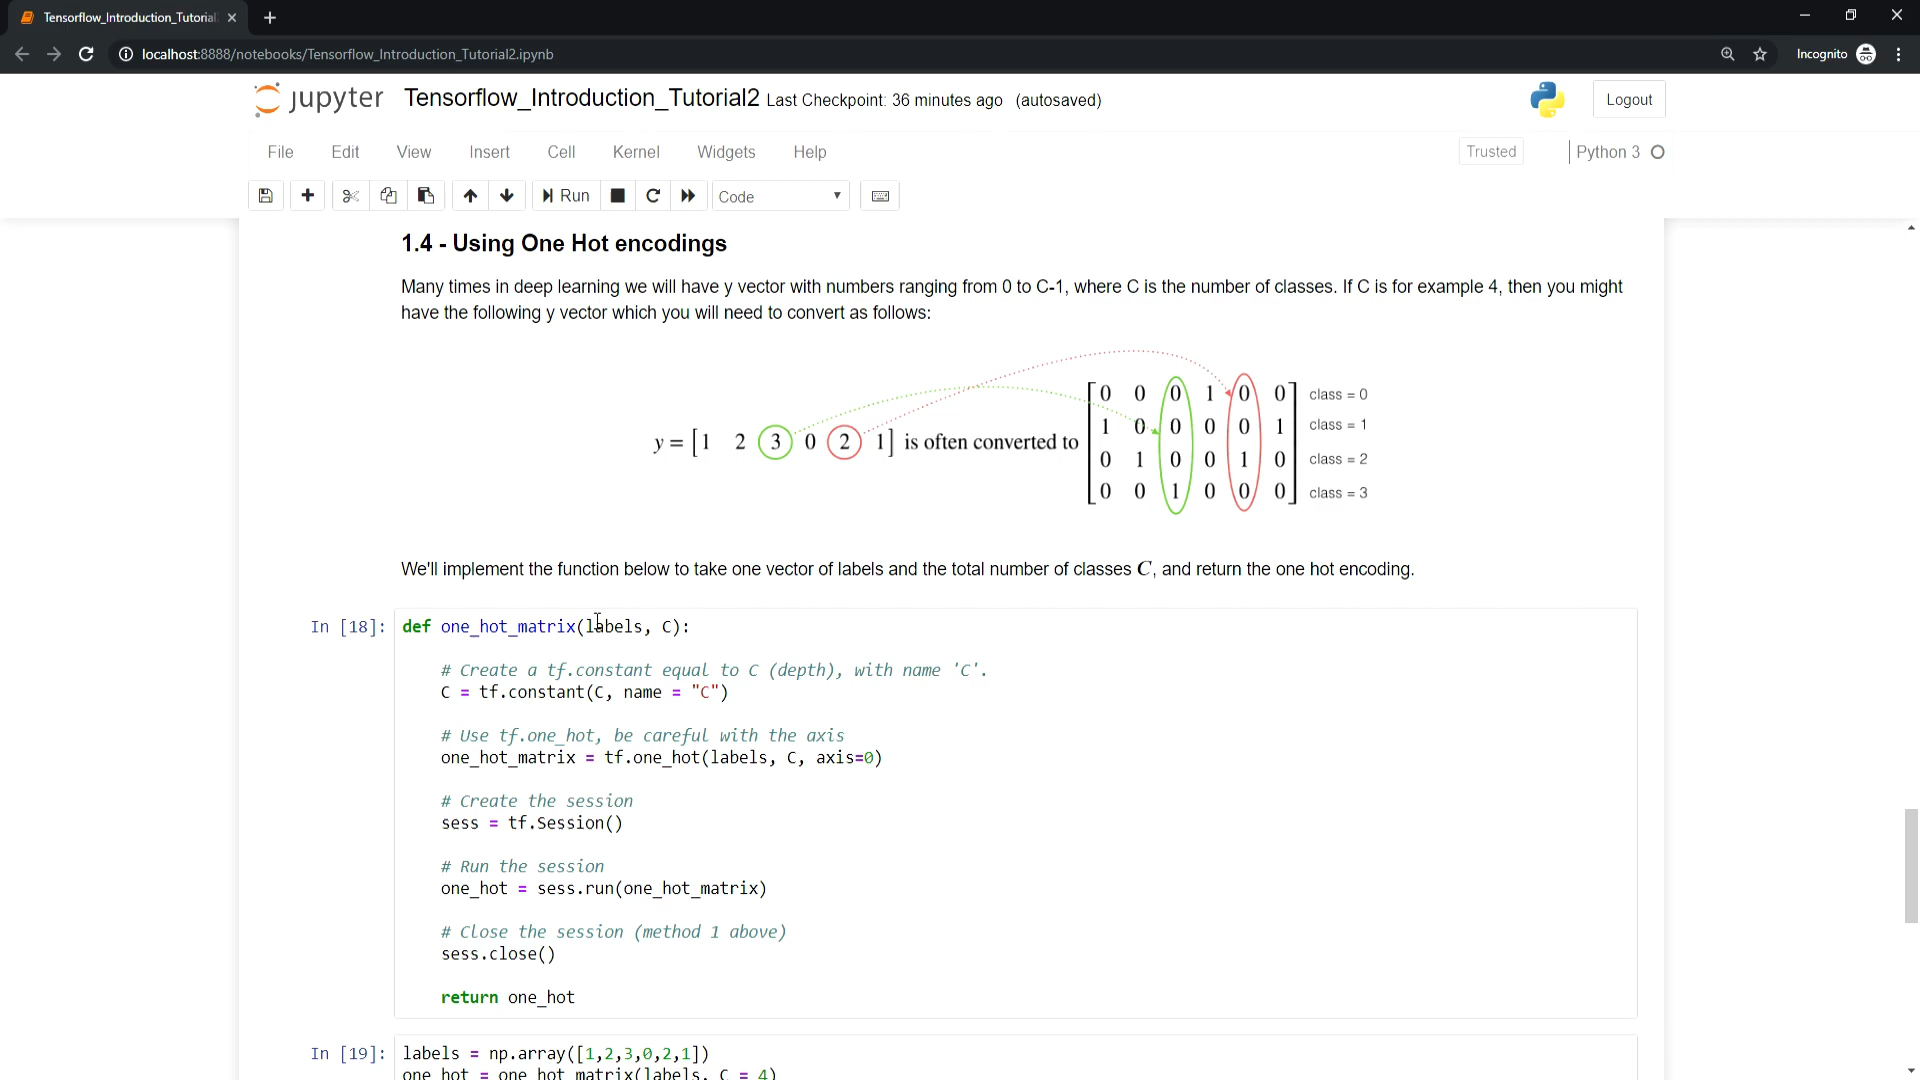 Tensorflow_Introduction_Tutorial
localhost:8888/notebooks/Tensorflow_Introduction_Tutorial2.ipynb
Incognito
jupyter Tensorflow_Introduction_Tutorial2 Last Checkpoint: 36 minutes ago (autosaved)
Logout
File Edit View Insert Cell Kernel Widgets Help
Trusted
Python 3
Run
Code
1.4 - Using One Hot encodings
Many times in deep learning we will have y vector with numbers ranging from 0 to C-1, where C is the number of classes. If C is for example 4, then you might
have the following y vector which you will need to convert as follows:
y = [1 2 3 0 2 1] is often converted to
0 0 0 1 0 0 class = 0
1 0 0 0 0 1 class = 1
0 1 0 0 1 0 class = 2
0 0 1 0 0 0 class = 3
We'll implement the function below to take one vector of labels and the total number of classes C, and return the one hot encoding.
In [18]: def one_hot_matrix(labels, C):
# Create a tf.constant equal to C (depth), with name 'C'.
C = tf.constant(C, name = "C")
# Use tf.one_hot, be careful with the axis
one_hot_matrix = tf.one_hot(labels, C, axis=0)
# Create the session
sess = tf.Session()
# Run the session
one_hot = sess.run(one_hot_matrix)
# Close the session (method 1 above)
sess.close()
return one_hot
In [19]: labels = np.array([1,2,3,0,2,1])
one_hot = one_hot_matrix(labels, C = 4)